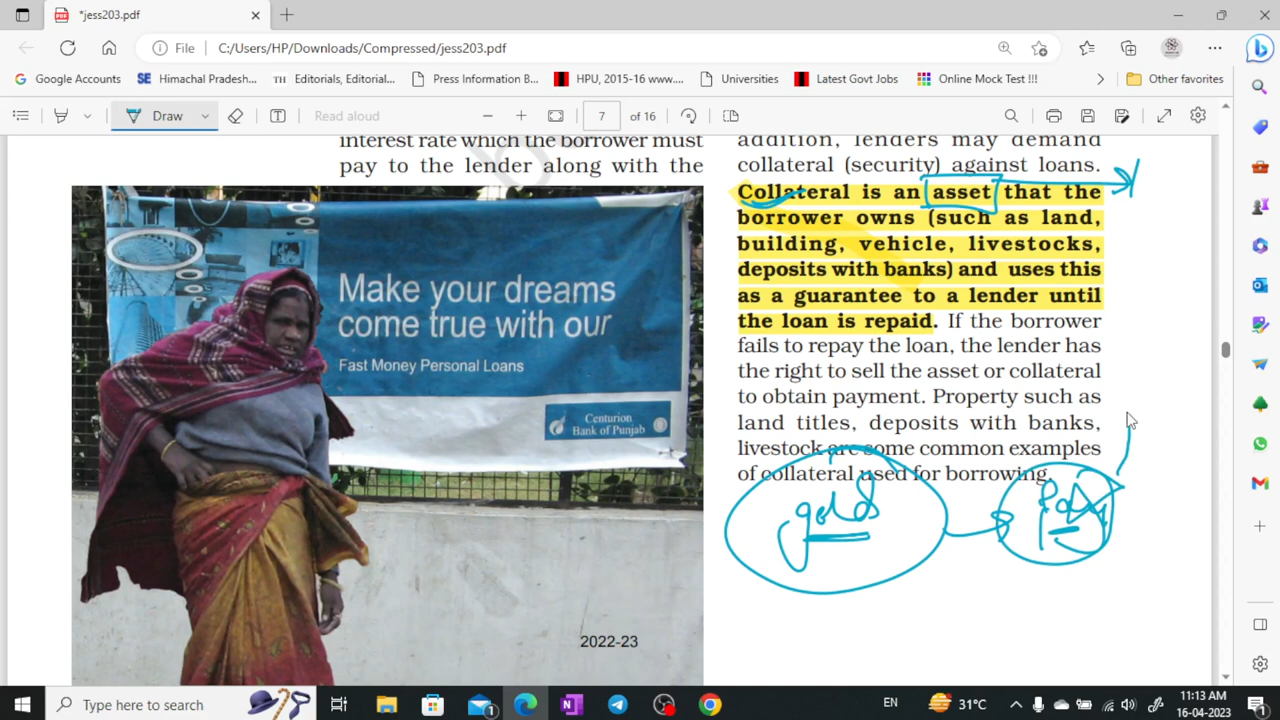 *jess203.pdf
File
C:/Users/HP/Downloads/Compressed/jess203.pdf
Google Accounts
SE Himachal Pradesh...
TH Editorials, Editorial...
Press Information B...
HPU, 2015-16 www....
Universities
Latest Govt Jobs
Online Mock Test !!!
Other favorites
Draw
Read aloud
7 of 16
interest rate which the borrower must
pay to the lender along with the
Make your dreams
come true with our
Fast Money Personal Loans
Centurion
Bank of Punjab
2022-23
addition, lenders may demand
collateral (security) against loans.
Collateral is an asset that the
borrower owns (such as land,
building, vehicle, livestocks,
deposits with banks) and uses this
as a guarantee to a lender until
the loan is repaid. If the borrower
fails to repay the loan, the lender has
the right to sell the asset or collateral
to obtain payment. Property such as
land titles, deposits with banks,
livestock are some common examples
of collateral used for borrowing.
gold
Type here to search
1
31°C
EN
11:13 AM
16-04-2023
1